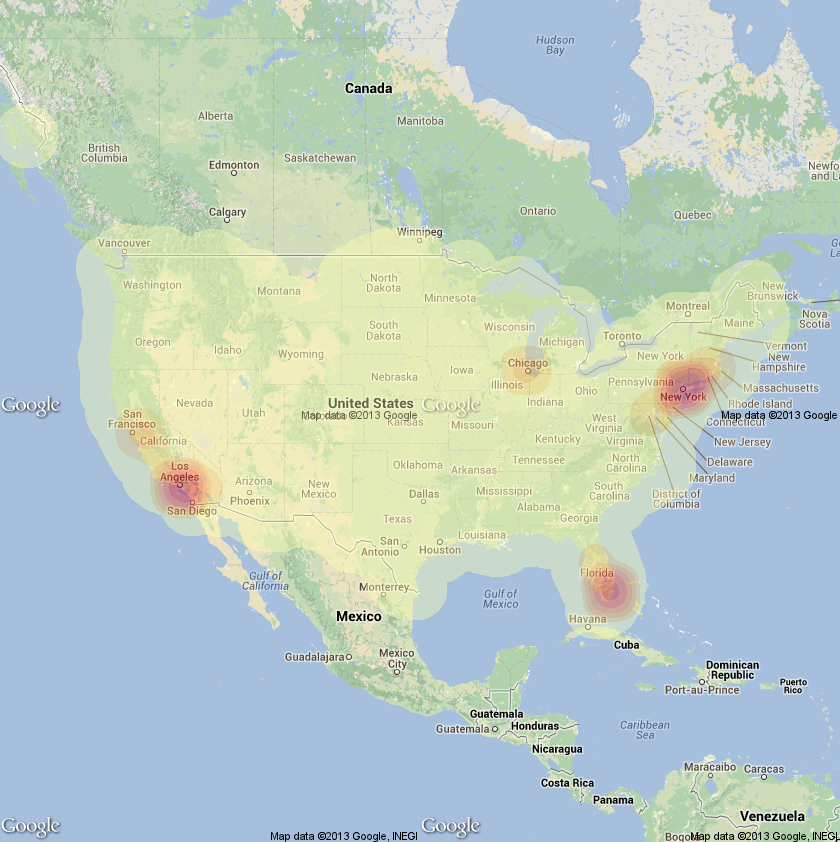 Hudson
Bay
Canada
Alberta
Manitoba
British
Columbia
Edmonton
Saskatchewan
Newfo
and La
Calgary
Ontario
Quebec
Winnipeg
Vancouver
Gu
La
Washington
Montana
North
Dakota
Minnesota
Montreal
New
Brunswick
Nova
Scotia
Maine
Oregon
Idaho
Wyoming
South
Dakota
Wisconsin
Michigan
Toronto
New York
Vermont
New
Hampshire
Chicago
Illinois
Iowa
Nebraska
Indiana
Ohio
Pennsylvania
New York
Massachusetts
Rhode Island
Connecticut
Google
United States
Map data ©2013 Google
Google
Map data ©2013 Google
Nevada
Utah
Kansas
Missouri
West
Virginia
Virginia
Kentucky
New Jersey
San
Francisco
California
Delaware
Maryland
District of
Columbia
Los
Angeles
San Diego
Arizona
Phoenix
New
Mexico
Oklahoma
Arkansas
Tennessee
North
Carolina
South
Carolina
Dallas
Mississippi
Alabama
Georgia
Texas
Louisiana
San
Antonio
Houston
Gulf of
California
Monterrey
Florida
Gulf of
Mexico
Mexico
Havana
Cuba
Guadalajara
Mexico
City
Dominican
Republic
Port-au-Prince
Puerto
Rico
Guatemala
Guatemala
Honduras
Nicaragua
Caribbean
Sea
Costa Rica
Panama
Maracaibo
Caracas
Venezuela
Bogotá
Google
Map data ©2013 Google, INEGI
Google
Map data ©2013 Google, INEGI